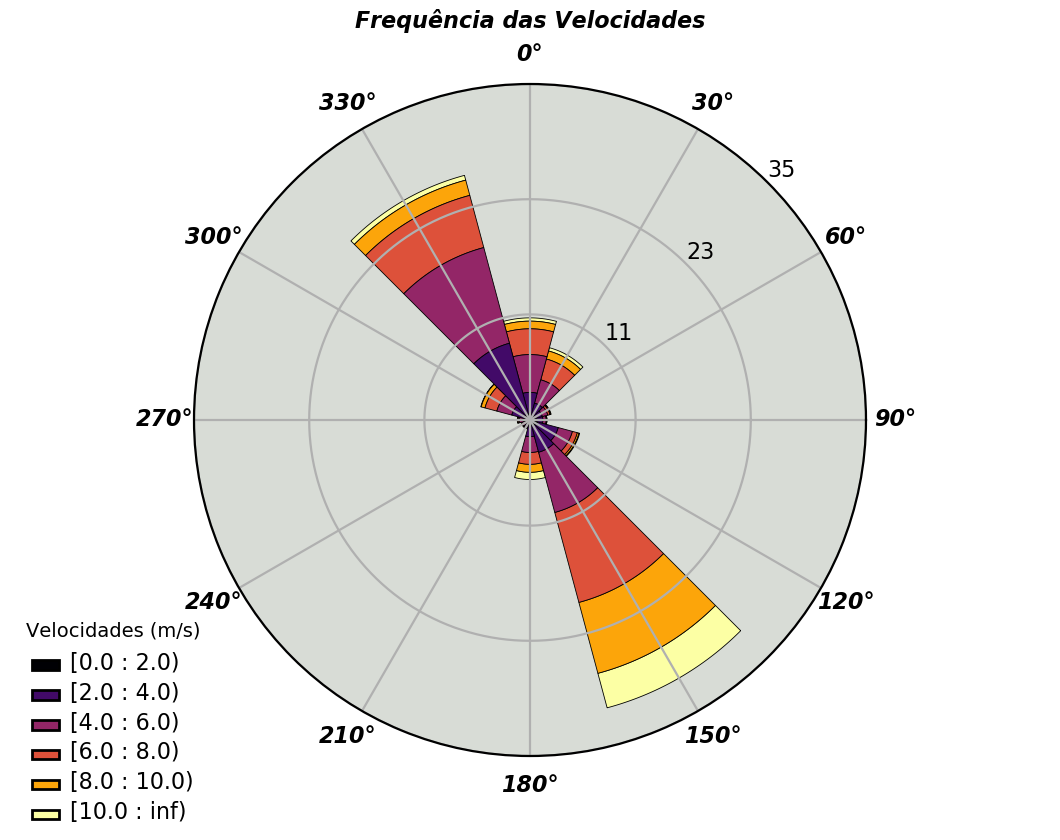 Frequência das Velocidades
0°
330°
30°
35
300°
60°
23
11
270°
90°
240°
120°
210°
150°
180°
Velocidades (m/s)
[0.0 : 2.0)
[2.0 : 4.0)
[4.0 : 6.0)
[6.0 : 8.0)
[8.0 : 10.0)
[10.0 : inf)